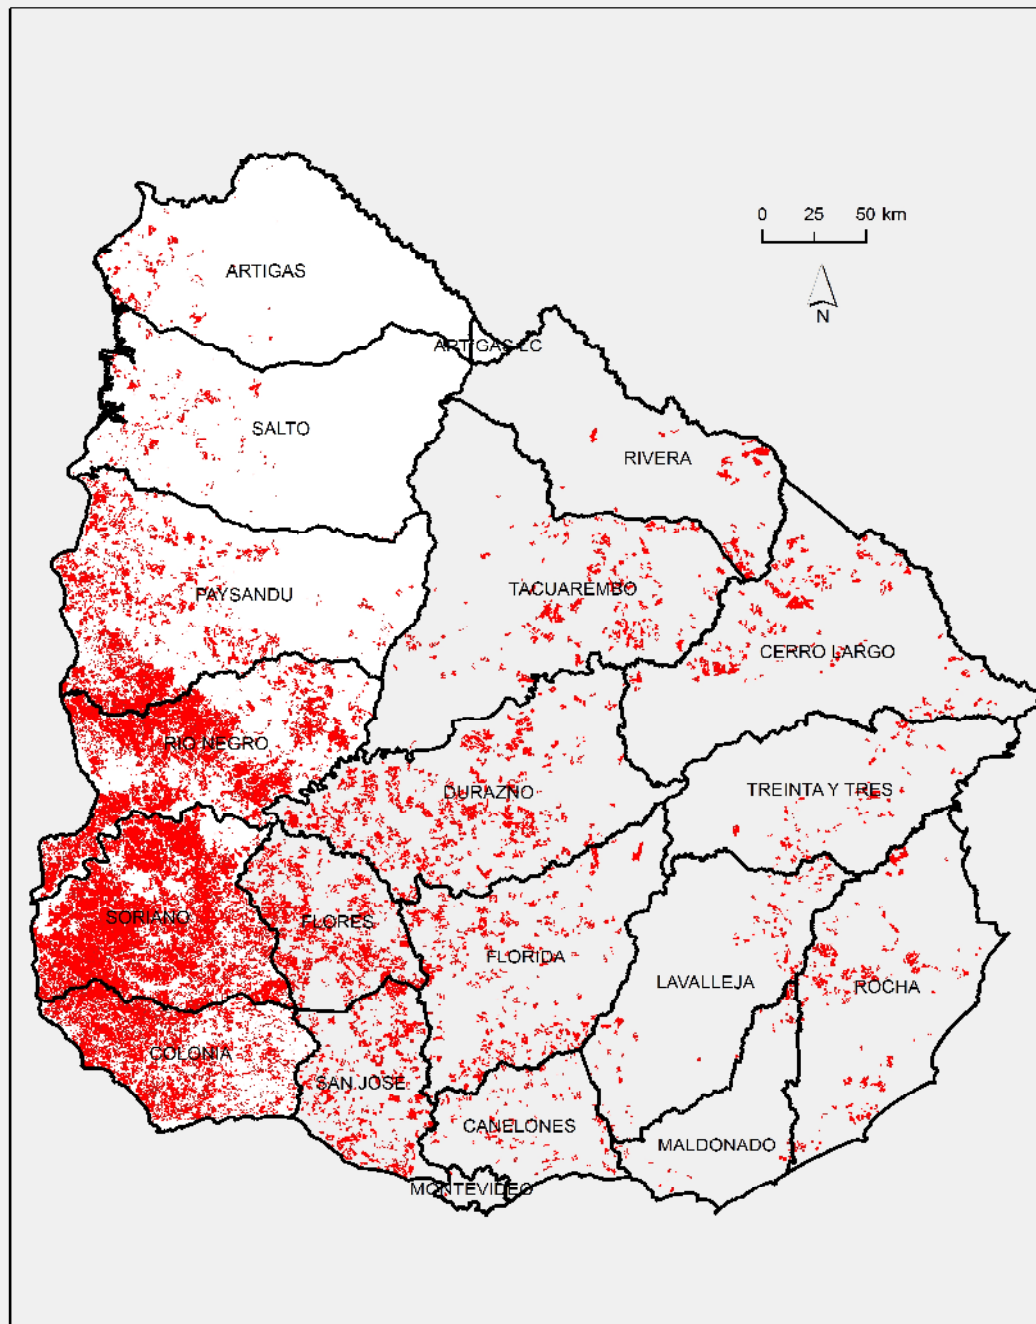 0 25 50 km
N
ARTIGAS
ARTIGAS LC
SALTO
RIVERA
PAYSANDU
TACUAREMBO
CERRO LARGO
RIO NEGRO
DURAZNO
TREINTA Y TRES
SORIANO
FLORES
FLORIDA
LAVALLEJA
ROCHA
COLONIA
SAN JOSE
CANELONES
MALDONADO
MONTEVIDEO